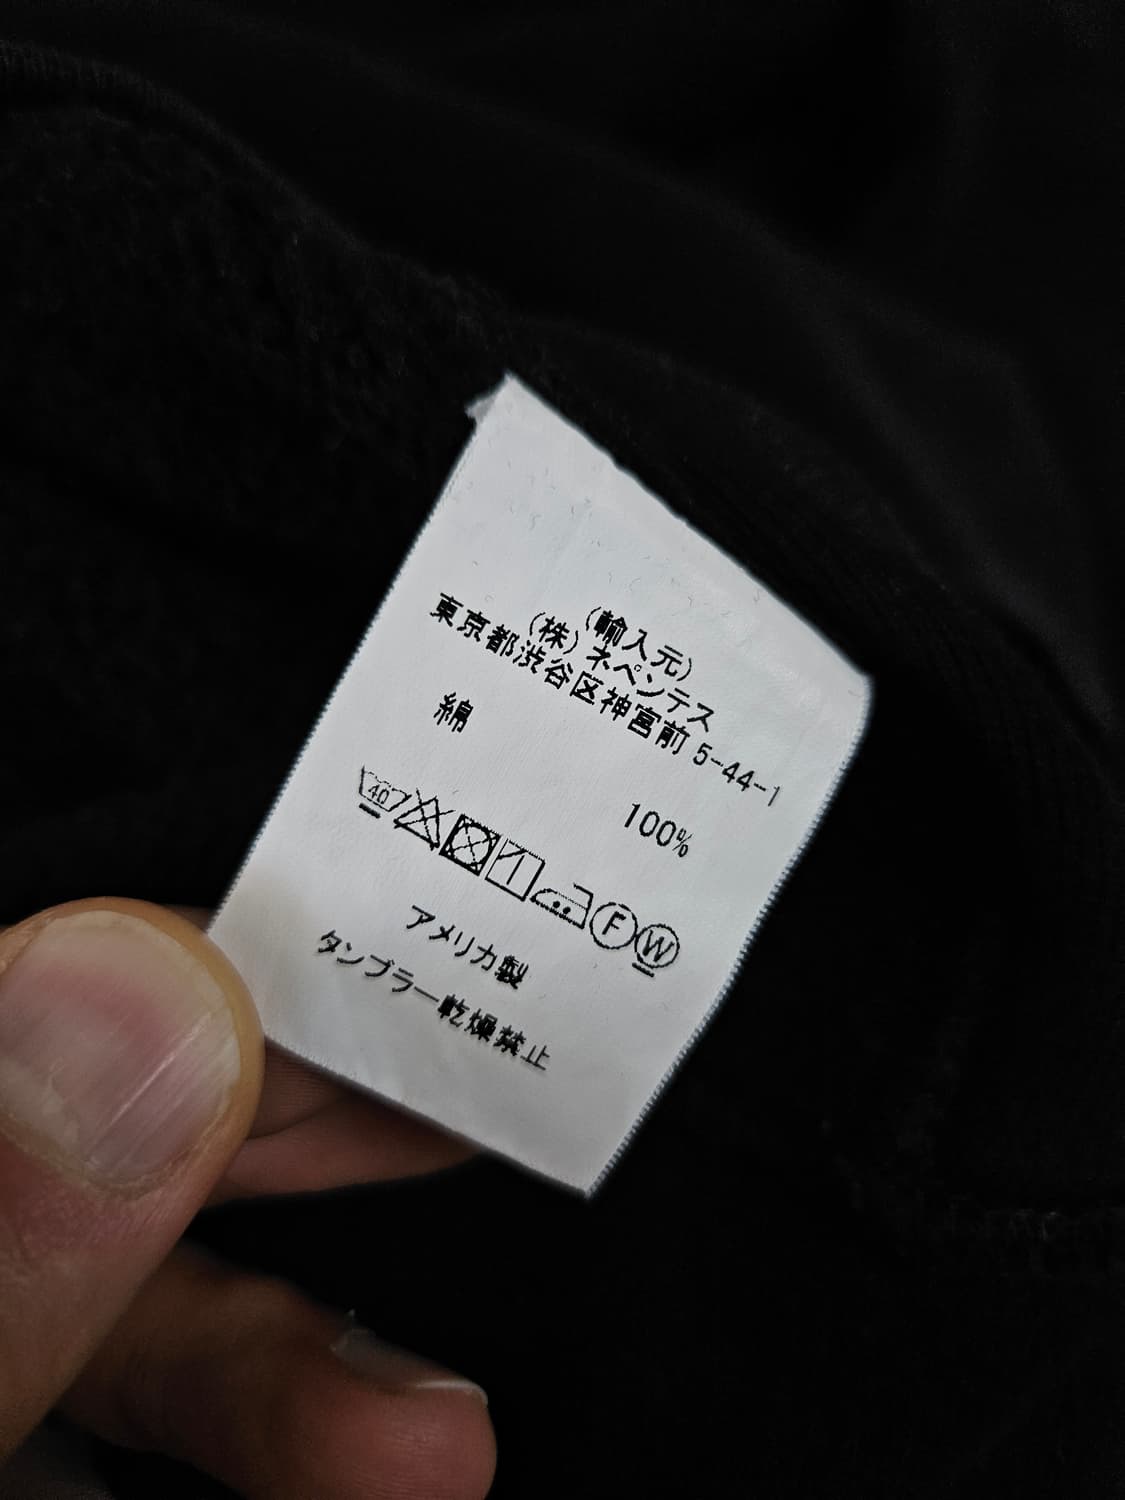 (輸入元)
(株) ネペンテス
東京都渋谷区神宮前 5-44-1
綿 100%
40 F W
アメリカ製
タンブラー乾燥禁止